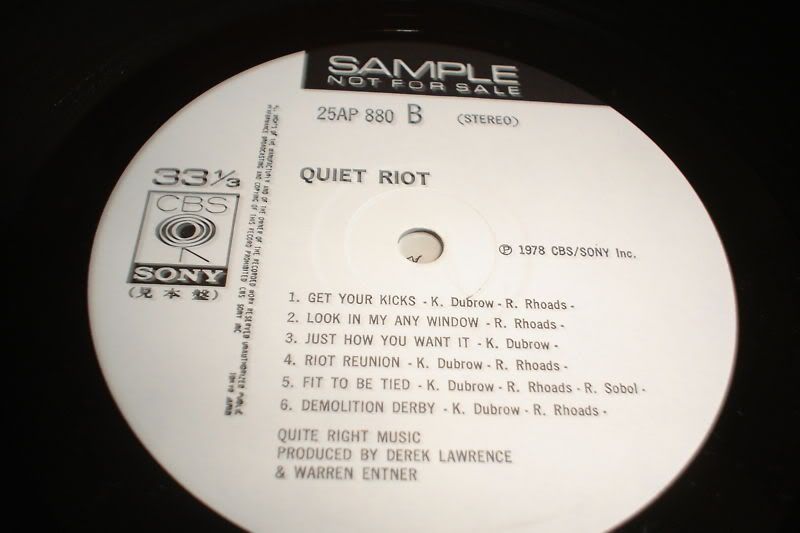 SAMPLE
NOT FOR SALE
25AP 880 B (STEREO)
33 1/3
CBS
SONY
(見本盤)
QUIET RIOT
Ⓟ 1978 CBS/SONY Inc.
1. GET YOUR KICKS - K. Dubrow - R. Rhoads -
2. LOOK IN MY ANY WINDOW - R. Rhoads -
3. JUST HOW YOU WANT IT - K. Dubrow -
4. RIOT REUNION - K. Dubrow - R. Rhoads -
5. FIT TO BE TIED - K. Dubrow - R. Rhoads - R. Sobol -
6. DEMOLITION DERBY - K. Dubrow - R. Rhoads -
QUITE RIGHT MUSIC
PRODUCED BY DEREK LAWRENCE
& WARREN ENTNER